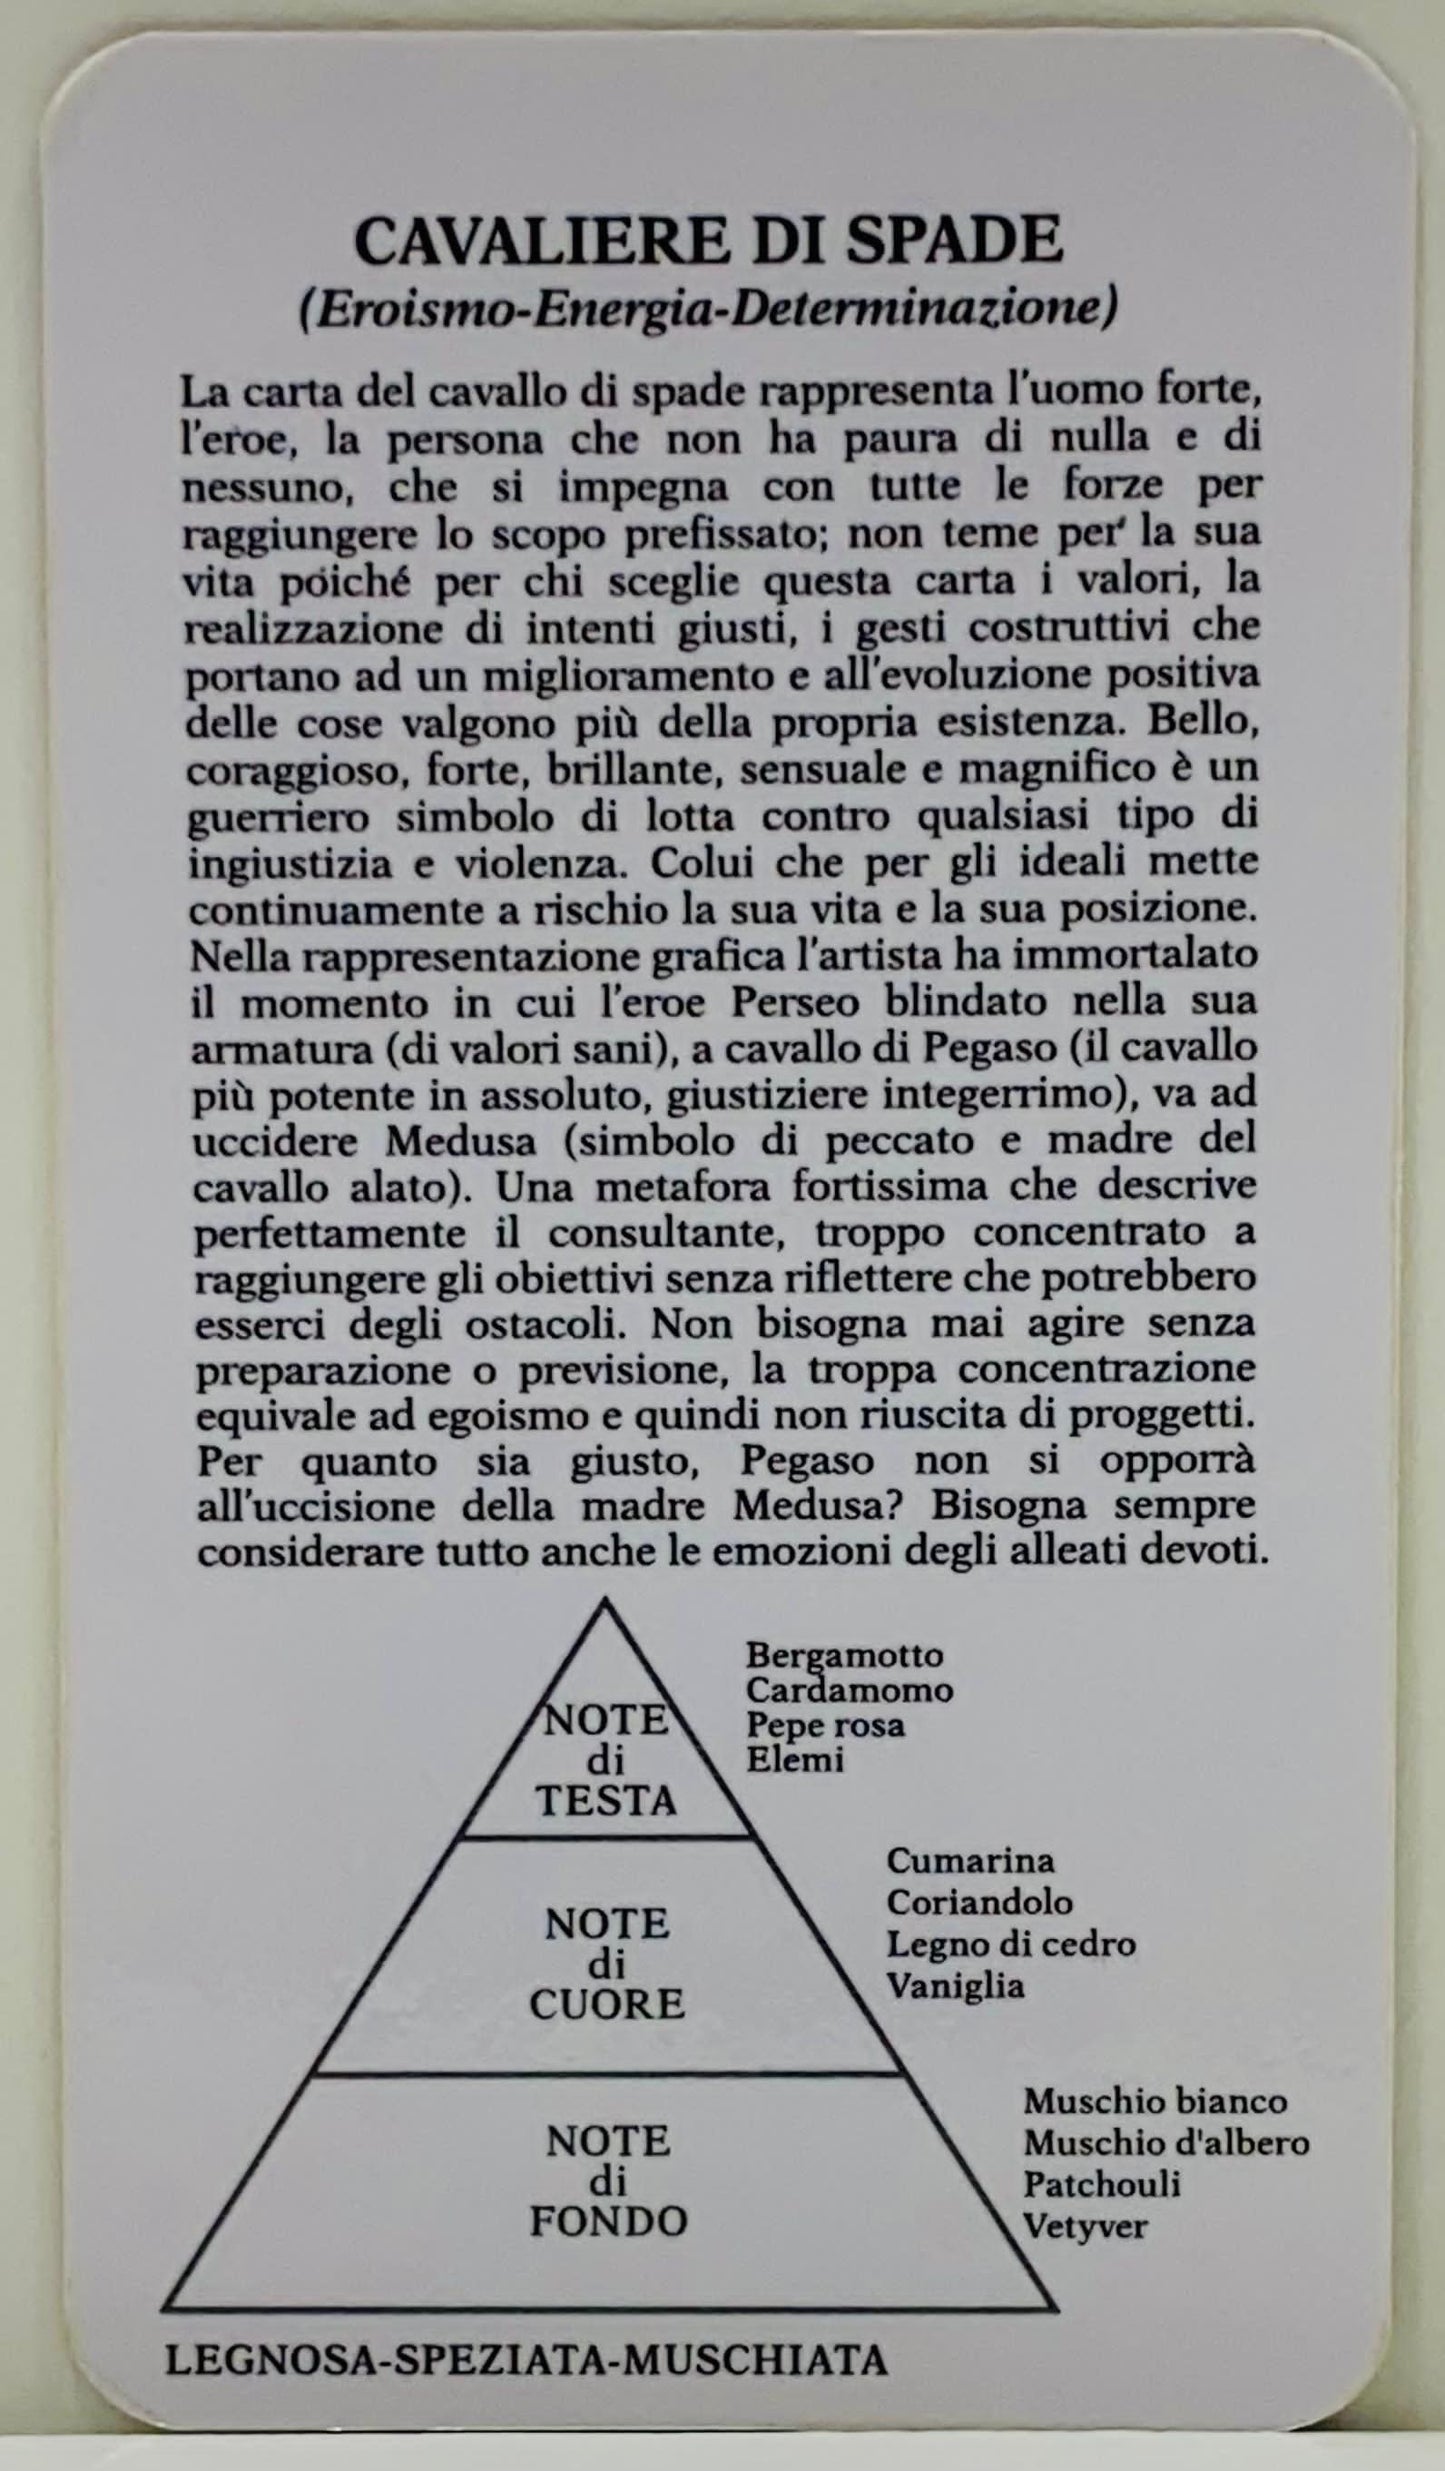 CAVALIERE DI SPADE
(Eroismo-Energia-Determinazione)
La carta del cavallo di spade rappresenta l'uomo forte,
l'eroe, la persona che non ha paura di nulla e di
nessuno, che si impegna con tutte le forze per
raggiungere lo scopo prefissato; non teme per' la sua
vita poiché per chi sceglie questa carta i valori, la
realizzazione di intenti giusti, i gesti costruttivi che
portano ad un miglioramento e all'evoluzione positiva
delle cose valgono più della propria esistenza. Bello,
coraggioso, forte, brillante, sensuale e magnifico è un
guerriero simbolo di lotta contro qualsiasi tipo di
ingiustizia e violenza. Colui che per gli ideali mette
continuamente a rischio la sua vita e la sua posizione.
Nella rappresentazione grafica l'artista ha immortalato
il momento in cui l'eroe Perseo blindato nella sua
armatura (di valori sani), a cavallo di Pegaso (il cavallo
più potente in assoluto, giustiziere integerrimo), va ad
uccidere Medusa (simbolo di peccato e madre del
cavallo alato). Una metafora fortissima che descrive
perfettamente il consultante, troppo concentrato a
raggiungere gli obiettivi senza riflettere che potrebbero
esserci degli ostacoli. Non bisogna mai agire senza
preparazione o previsione, la troppa concentrazione
equivale ad egoismo e quindi non riuscita di proggetti.
Per quanto sia giusto, Pegaso non si opporrà
all'uccisione della madre Medusa? Bisogna sempre
considerare tutto anche le emozioni degli alleati devoti.
NOTE
di
TESTA
Bergamotto
Cardamomo
Pepe rosa
Elemi
NOTE
di
CUORE
Cumarina
Coriandolo
Legno di cedro
Vaniglia
NOTE
di
FONDO
Muschio bianco
Muschio d'albero
Patchouli
Vetyver
LEGNOSA-SPEZIATA-MUSCHIATA